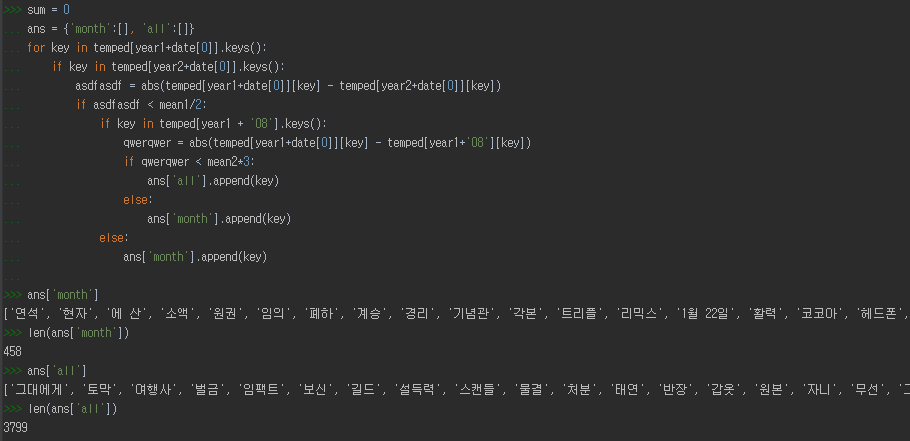 >>> sum = 0
... ans = {'month':[], 'all':[]}
... for key in temped[year1+date[0]].keys():
...     if key in temped[year2+date[0]].keys():
...         asdfasdf = abs(temped[year1+date[0]][key] - temped[year2+date[0]][key])
...         if asdfasdf < mean1/2:
...             if key in temped[year1 + '08'].keys():
...                 qwerqwer = abs(temped[year1+date[0]][key] - temped[year1+'08'][key])
...                 if qwerqwer < mean2*3:
...                     ans['all'].append(key)
...                 else:
...                     ans['month'].append(key)
...             else:
...                 ans['month'].append(key)
...
>>> ans['month']
['연석', '현자', '에 산', '소액', '원권', '임의', '폐하', '계승', '경리', '기념관', '각본', '트리플', '리믹스', '1월 22일', '활력', '코코아', '헤드폰',
>>> len(ans['month'])
458
>>> ans['all']
['그대에게', '토막', '여행사', '벌금', '임팩트', '보신', '길드', '설득력', '스캔들', '물결', '처분', '태연', '반장', '갑옷', '원본', '자니', '무선',
>>> len(ans['all'])
3799